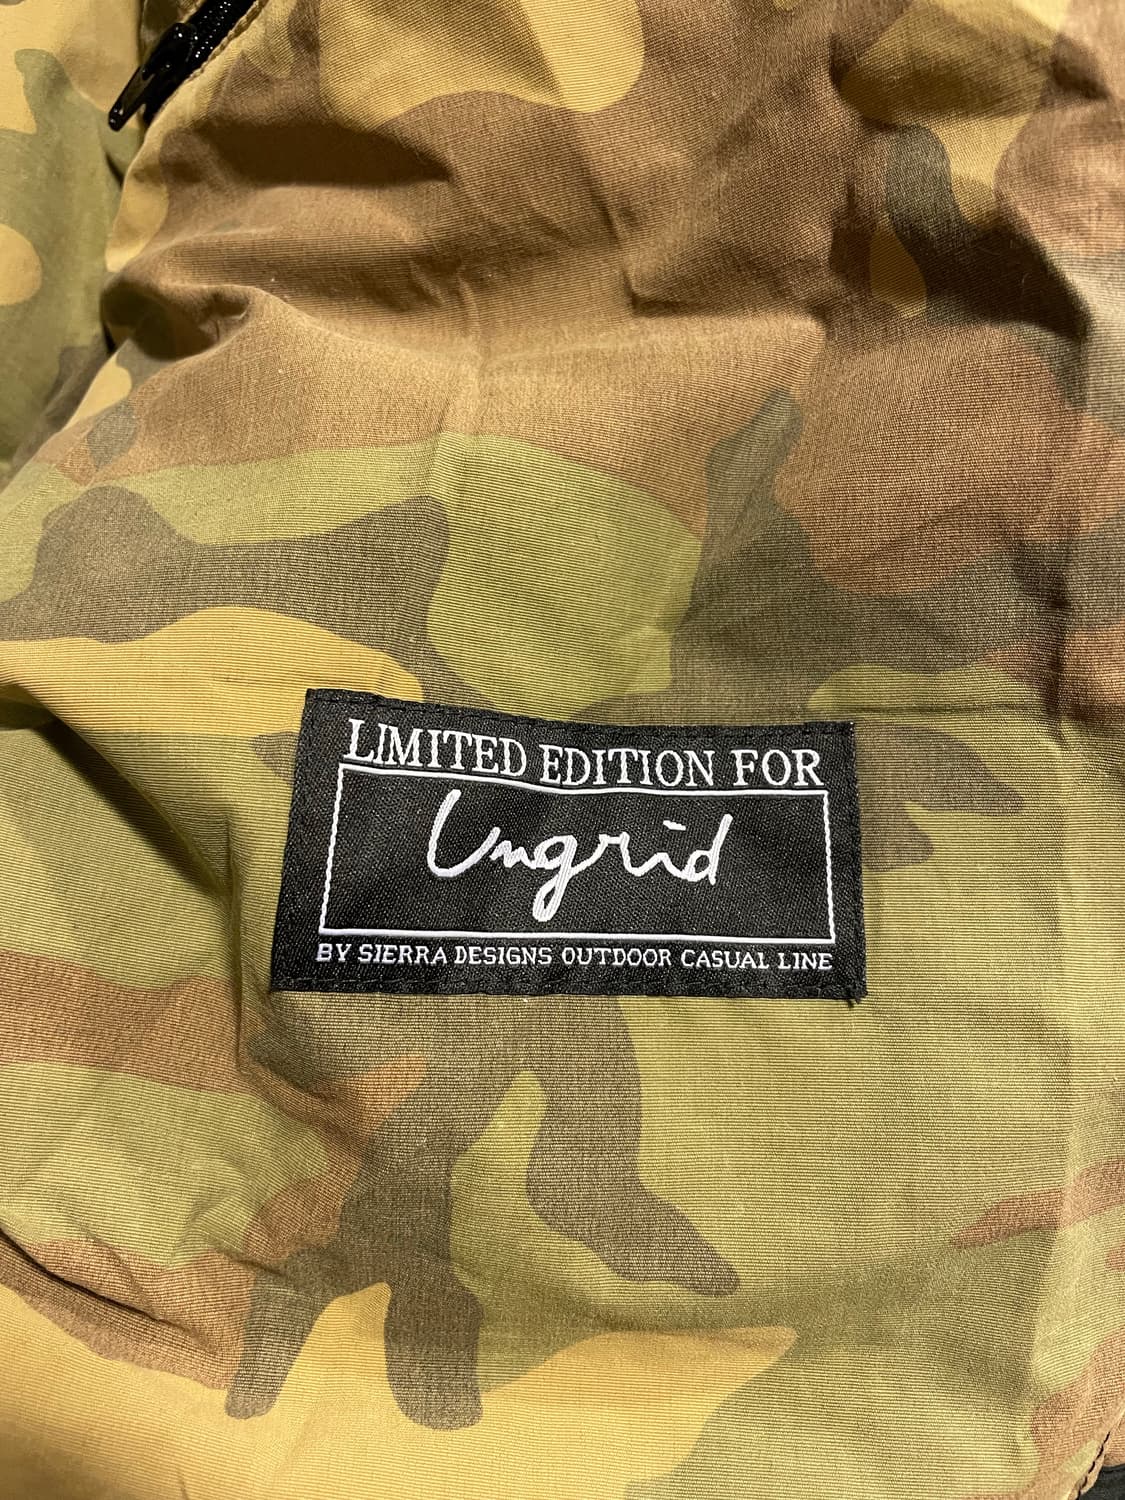 LIMITED EDITION FOR
Ungrid
BY SIERRA DESIGNS OUTDOOR CASUAL LINE